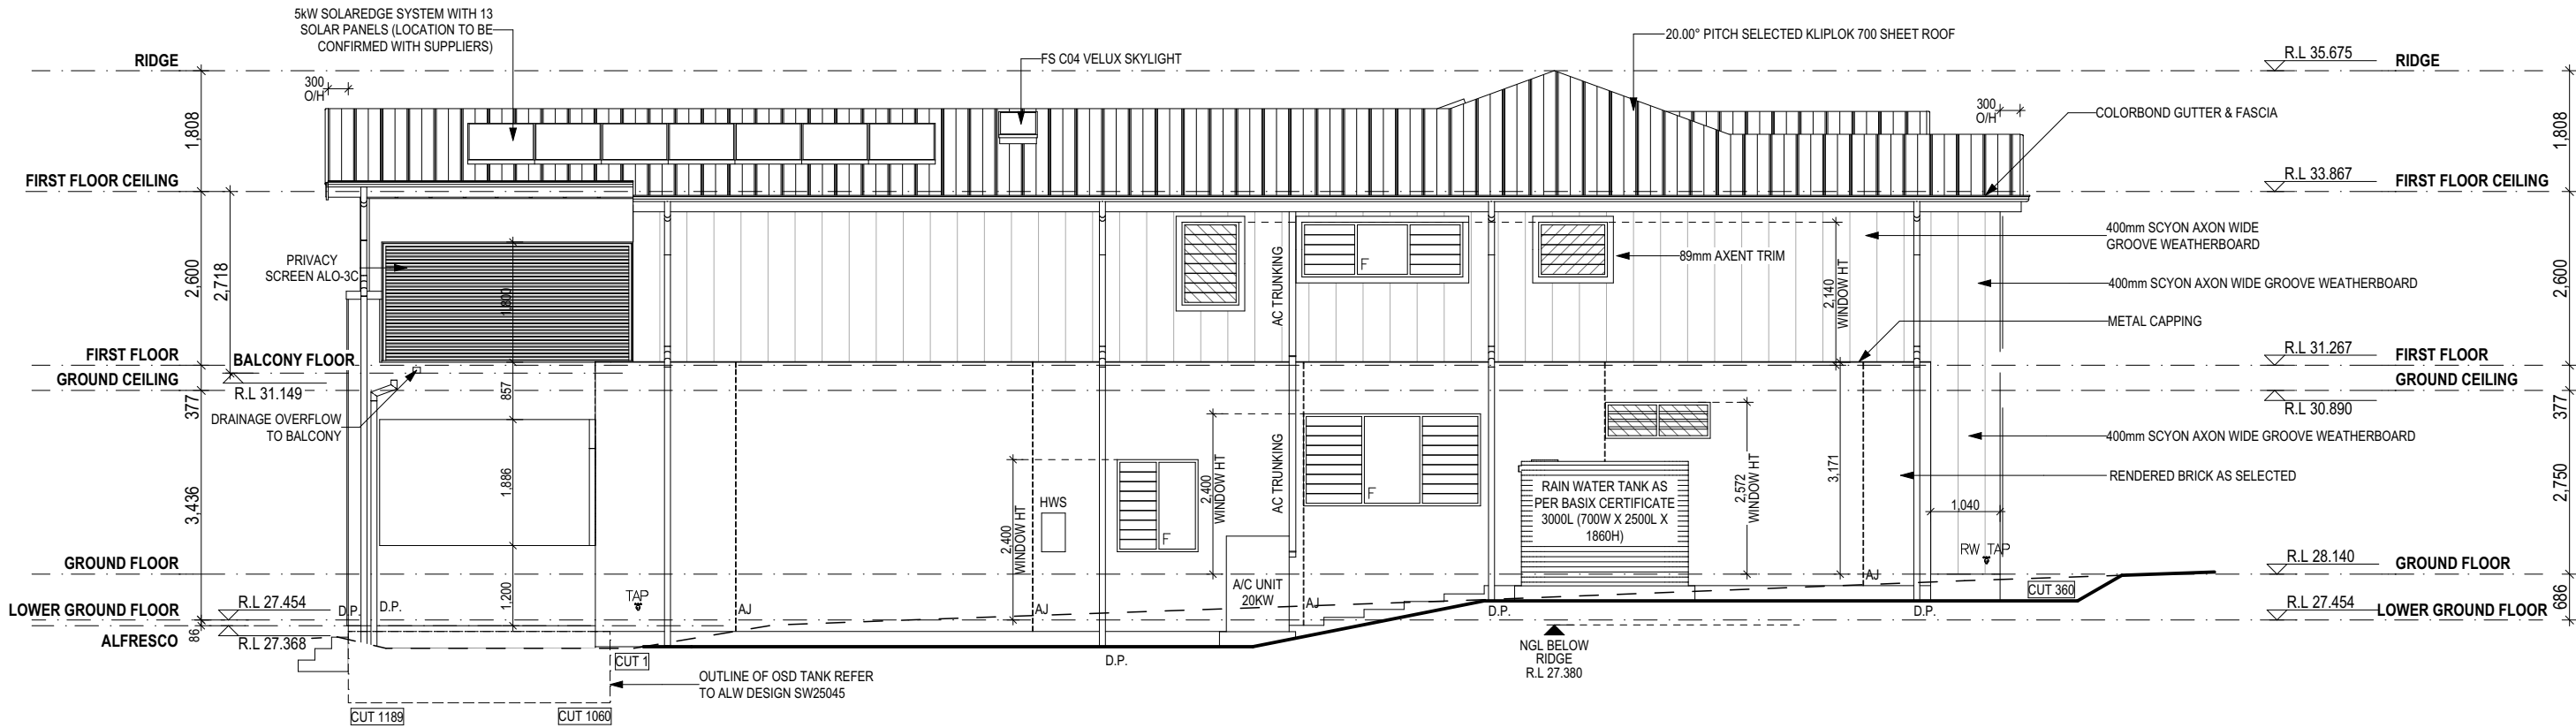 5kW SOLAREDGE SYSTEM WITH 13
SOLAR PANELS (LOCATION TO BE
CONFIRMED WITH SUPPLIERS)
FS C04 VELUX SKYLIGHT
20.00° PITCH SELECTED KLIPLOK 700 SHEET ROOF
RIDGE
R.L 35.675
RIDGE
300
O/H
300
O/H
COLORBOND GUTTER & FASCIA
1,808
1,808
FIRST FLOOR CEILING
R.L 33.867
FIRST FLOOR CEILING
400mm SCYON AXON WIDE
GROOVE WEATHERBOARD
PRIVACY
SCREEN ALO-3C
2,600
2,718
1,800
AC TRUNKING
F
89mm AXENT TRIM
2,140
WINDOW HT
400mm SCYON AXON WIDE GROOVE WEATHERBOARD
2,600
METAL CAPPING
FIRST FLOOR
BALCONY FLOOR
R.L 31.267
FIRST FLOOR
GROUND CEILING
R.L 31.149
GROUND CEILING
R.L 30.890
377
857
377
DRAINAGE OVERFLOW
TO BALCONY
400mm SCYON AXON WIDE GROOVE WEATHERBOARD
RENDERED BRICK AS SELECTED
3,436
1,886
2,400
WINDOW HT
HWS
F
2,400
WINDOW HT
AC TRUNKING
F
RAIN WATER TANK AS
PER BASIX CERTIFICATE
3000L (700W X 2500L X
1860H)
2,572
WINDOW HT
3,171
1,040
2,750
RW TAP
GROUND FLOOR
R.L 28.140
GROUND FLOOR
1,200
TAP
A/C UNIT
20KW
AJ
CUT 360
LOWER GROUND FLOOR
R.L 27.454
D.P.
D.P.
AJ
AJ
AJ
D.P.
D.P.
R.L 27.454
LOWER GROUND FLOOR
686
86
ALFRESCO
R.L 27.368
CUT 1
D.P.
NGL BELOW
RIDGE
R.L 27.380
OUTLINE OF OSD TANK REFER
TO ALW DESIGN SW25045
CUT 1189
CUT 1060